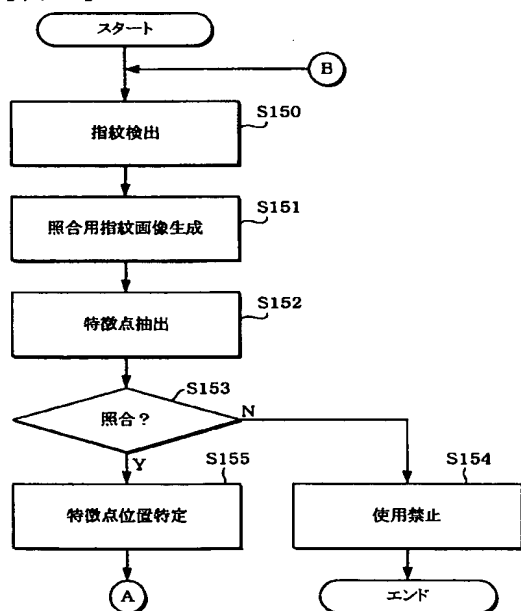 スタート
B
S150
指紋検出
S151
照合用指紋画像生成
S152
特徴点抽出
S153
照合?
N
Y
S155
特徴点位置特定
S154
使用禁止
A
エンド